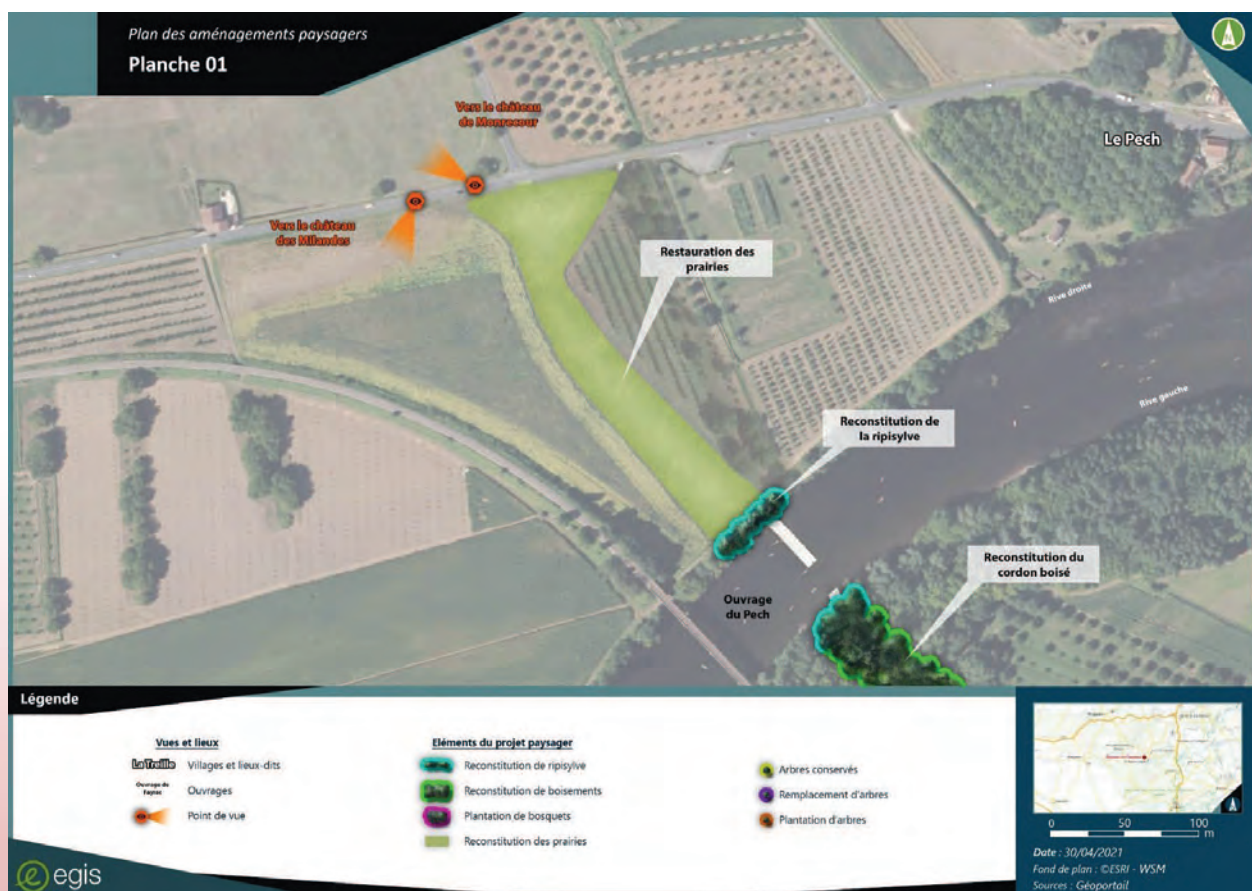 Plan des aménagements paysagers
Planche 01
Vers le château
de Monrecour
Le Pech
Vers le château
des Milandes
Restauration des
prairies
Rive droite
Rive gauche
Reconstitution de
la ripisylve
Reconstitution du
cordon boisé
Ouvrage
du Pech
Légende
Vues et lieux
La Treille
Villages et lieux-dits
Ouvrage de
Fayrac
Ouvrages
Point de vue
Eléments du projet paysager
Reconstitution de ripisylve
Reconstitution de boisements
Plantation de bosquets
Reconstitution des prairies
Arbres conservés
Remplacement d'arbres
Plantation d'arbres
0 50 100
m
Date : 30/04/2021
Fond de plan : ©ESRI - WSM
Sources : Géoportail
egis